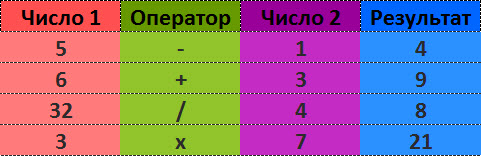 Число 1 Оператор Число 2 Результат
5 - 1 4
6 + 3 9
32 / 4 8
3 x 7 21